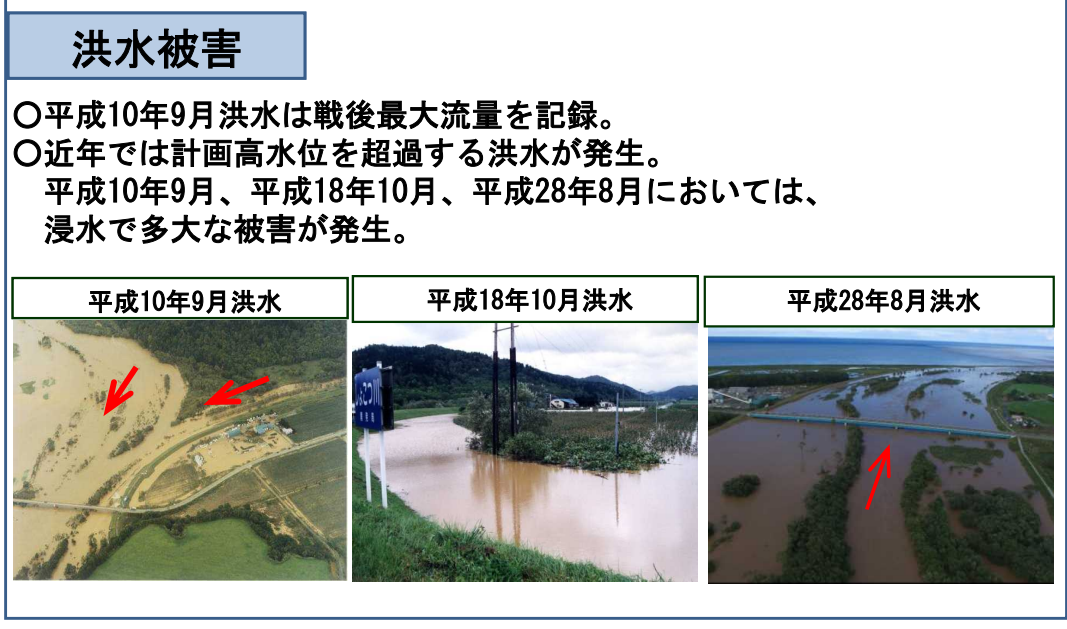 洪水被害
○平成10年9月洪水は戦後最大流量を記録。
○近年では計画高水位を超過する洪水が発生。
平成10年9月、平成18年10月、平成28年8月においては、
浸水で多大な被害が発生。
平成10年9月洪水
平成18年10月洪水
平成28年8月洪水